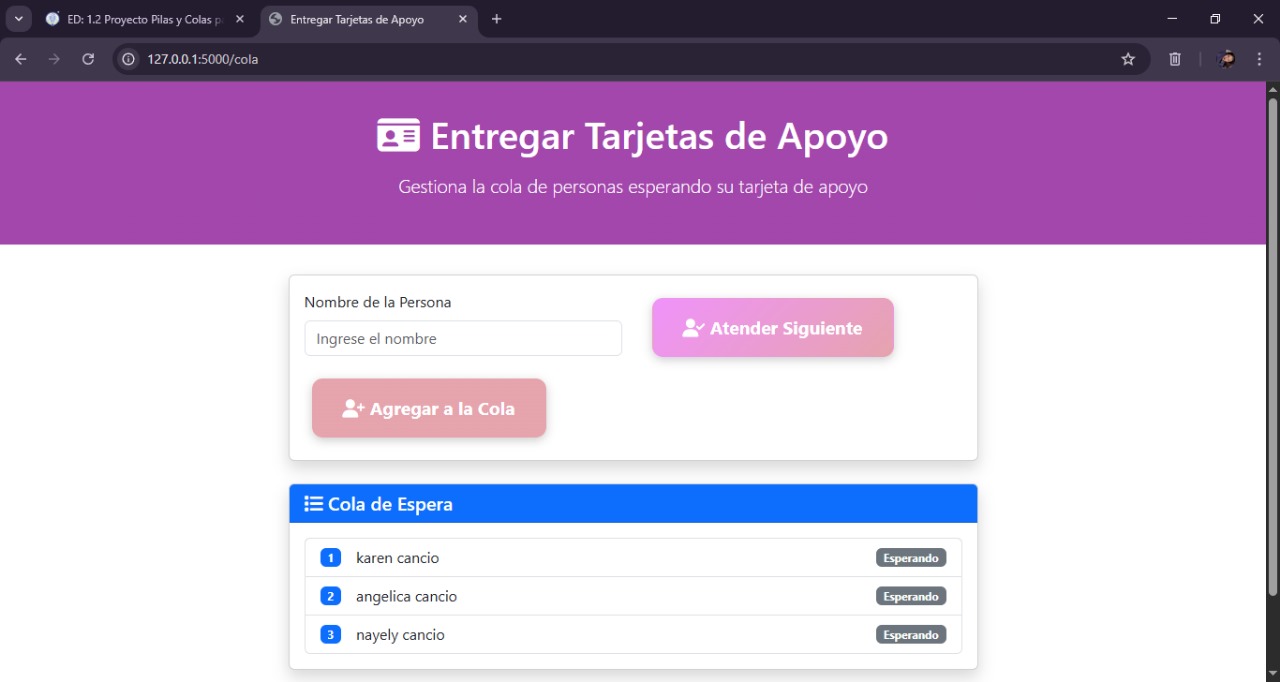 ED: 1.2 Proyecto Pilas y Colas p
Entregar Tarjetas de Apoyo
127.0.0.1:5000/cola
Entregar Tarjetas de Apoyo
Gestiona la cola de personas esperando su tarjeta de apoyo
Nombre de la Persona
Ingrese el nombre
Atender Siguiente
Agregar a la Cola
Cola de Espera
1 karen cancio Esperando
2 angelica cancio Esperando
3 nayely cancio Esperando